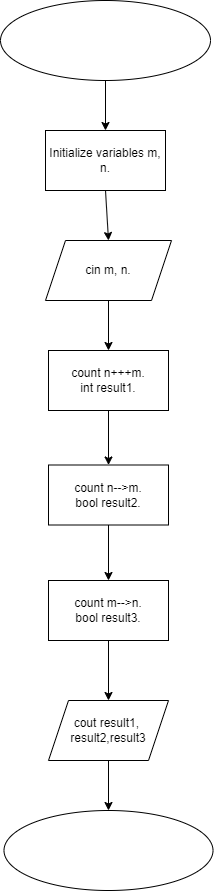 Initialize variables m,
n.
cin m, n.
count n+++m.
int result1.
count n-->m.
bool result2.
count m-->n.
bool result3.
cout result1,
result2,result3